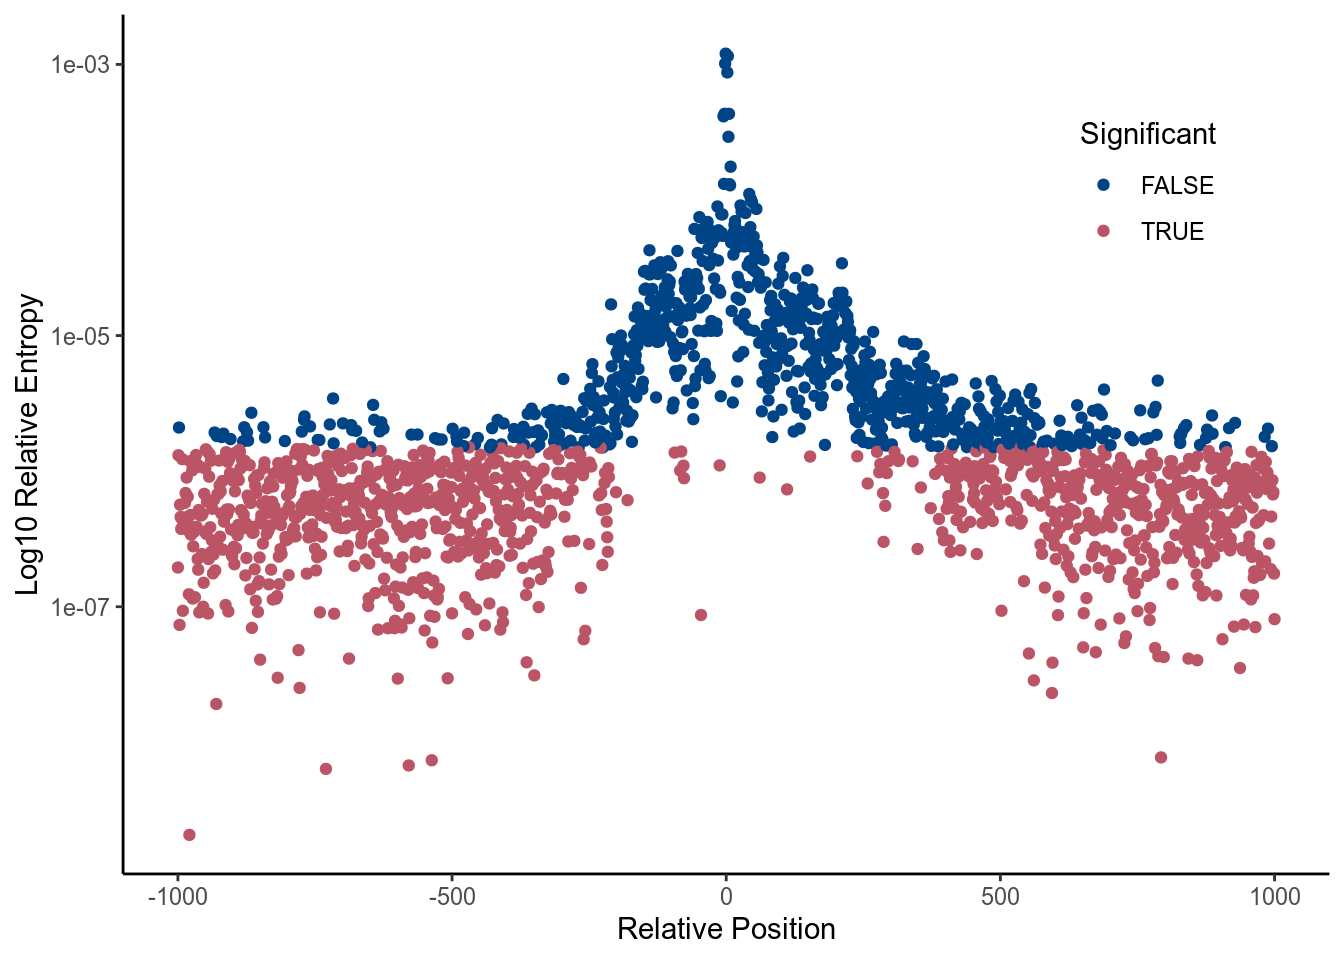 1e-03
1e-05
1e-07
Log10 Relative Entropy
Significant
FALSE
TRUE
-1000
-500
0
500
1000
Relative Position